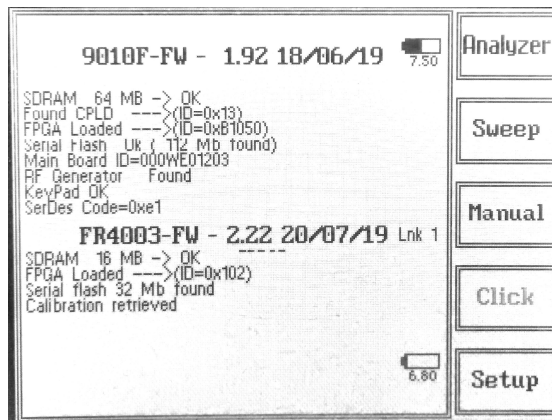 9010F-FW - 1.92 18/06/19
7.50
SDRAM 64 MB -> OK
Found CPLD ---->(ID=0x13)
FPGA Loaded --->(ID=0xB1050)
Serial Flash Ok ( 112 Mb found)
Main Board ID=000WE01203
RF Generator Found
KeyPad OK
SerDes Code=0xe1
FR4003-FW - 2.22 20/07/19 Lnk 1
-----
SDRAM 16 MB -> OK
FPGA Loaded --->(ID=0x102)
Serial flash 32 Mb found
Calibration retrieved
6.80
Analyzer
Sweep
Manual
Click
Setup